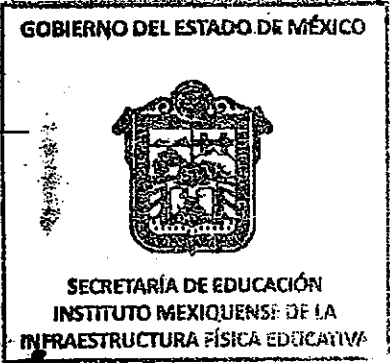 GOBIERNO DEL ESTADO DE MÉXICO
SECRETARÍA DE EDUCACIÓN
INSTITUTO MEXIQUENSE DE LA
INFRAESTRUCTURA FÍSICA EDUCATIVA